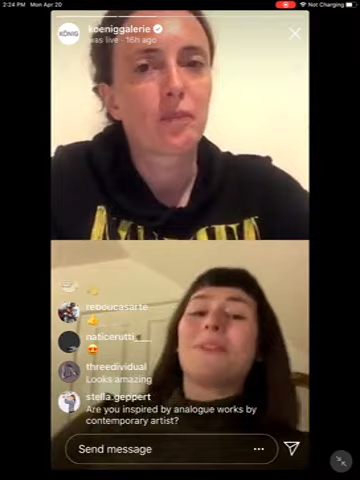 2:24 PM Mon Apr 20
Not Charging
KÖNIG
koeniggalerie
was live · 16h ago
reboucasarte
naticerutti__
threedividual
Looks amazing
stella.geppert
Are you inspired by analogue works by
contemporary artist?
Send message